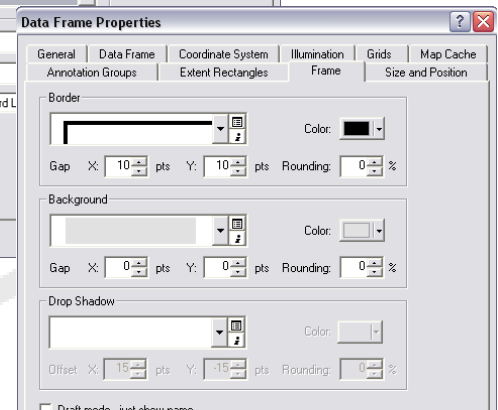 Data Frame Properties
General Data Frame Coordinate System Illumination Grids Map Cache
Annotation Groups Extent Rectangles Frame Size and Position
Border
Color:
Gap X: 10 pts Y: 10 pts Rounding: 0 %
Background
Color:
Gap X: 0 pts Y: 0 pts Rounding: 0 %
Drop Shadow
Color:
Offset X: 15 pts Y: -15 pts Rounding: 0 %
Draft mode - just show name